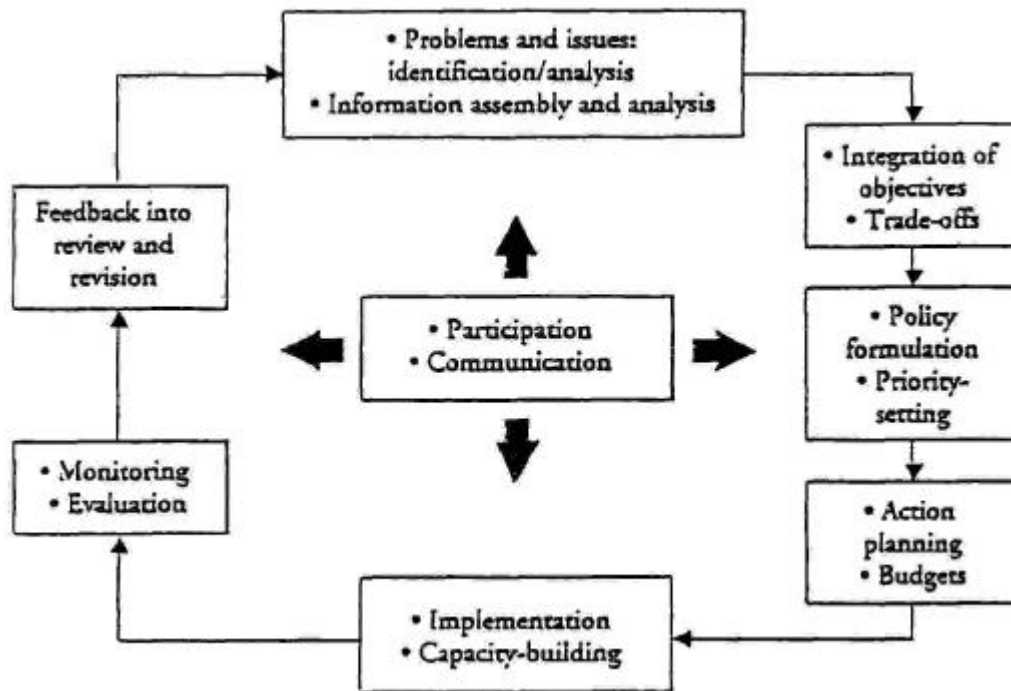 • Problems and issues:
identification/analysis
• Information assembly and analysis
• Integration of
objectives
• Trade-offs
Feedback into
review and
revision
• Participation
• Communication
• Policy
formulation
• Priority-
setting
• Monitoring
• Evaluation
• Action
planning
• Budgets
• Implementation
• Capacity-building